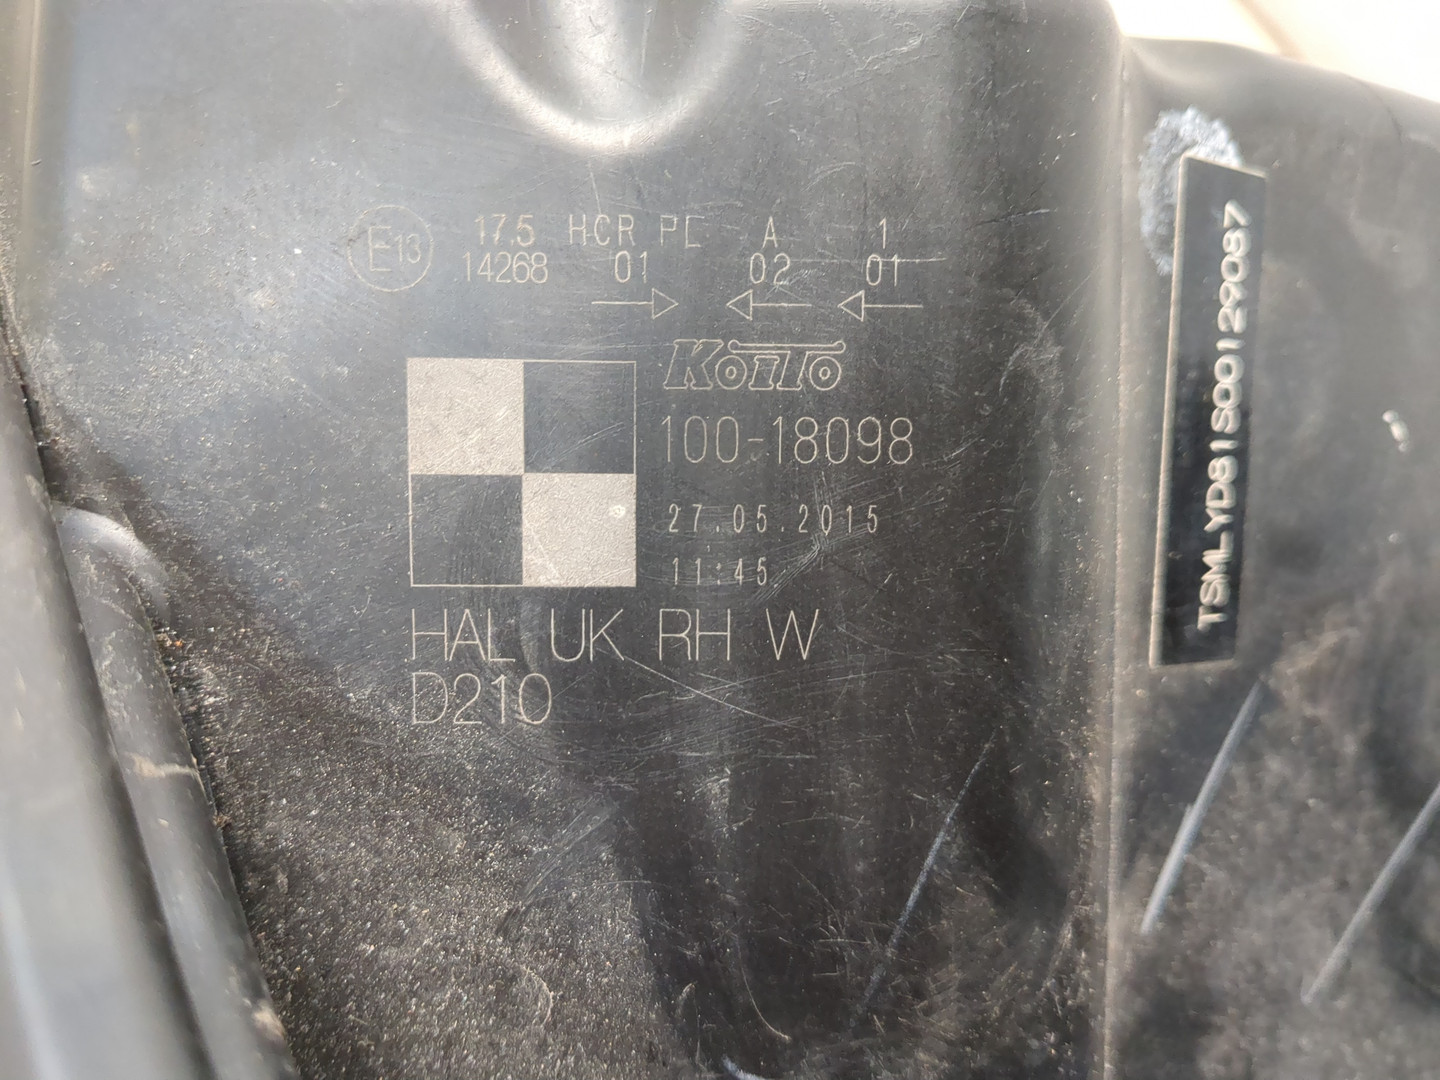 E13
17.5 HCR PL A 1
14268 01 02 01
KOITO
100-18098
27.05.2015
11:45
HAL UK RH W
D210
TSMLYD81S00129087